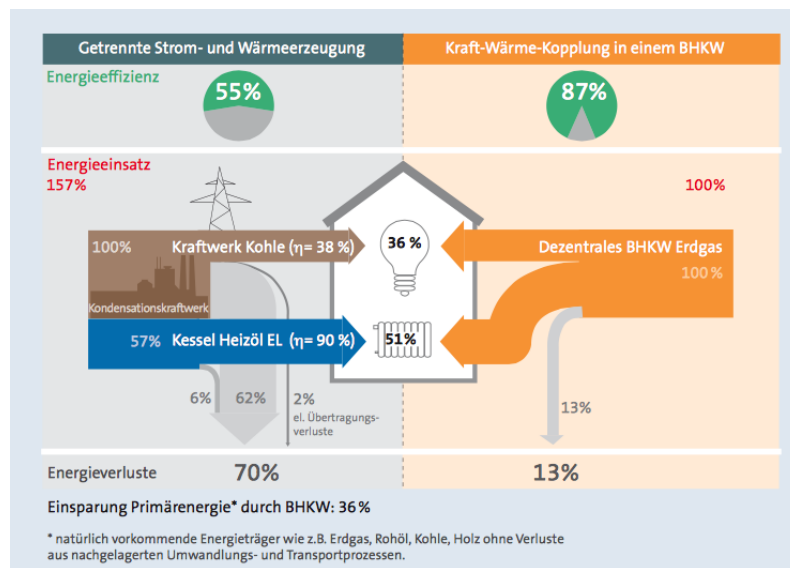 Getrennte Strom- und Wärmeerzeugung
Kraft-Wärme-Kopplung in einem BHKW
Energieeffizienz
55%
87%
Energieeinsatz
157%
100%
100%
Kraftwerk Kohle (η= 38 %)
36 %
Dezentrales BHKW Erdgas
100 %
Kondensationskraftwerk
57%
Kessel Heizöl EL (η= 90 %)
51%
6%
62%
2%
el. Übertragungs-
verluste
13%
Energieverluste
70%
13%
Einsparung Primärenergie* durch BHKW: 36 %
* natürlich vorkommende Energieträger wie z.B. Erdgas, Rohöl, Kohle, Holz ohne Verluste
aus nachgelagerten Umwandlungs- und Transportprozessen.